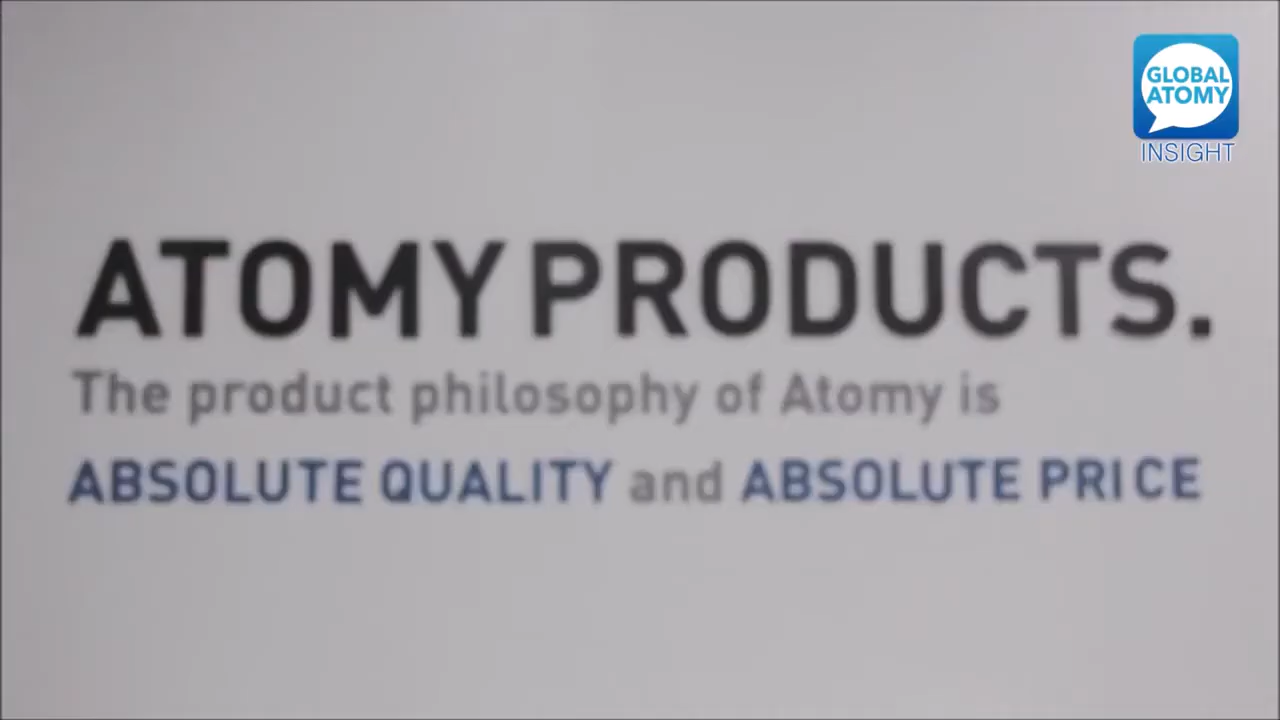 GLOBAL
ATOMY
INSIGHT
ATOMY PRODUCTS.
The product philosophy of Atomy is
ABSOLUTE QUALITY and ABSOLUTE PRICE